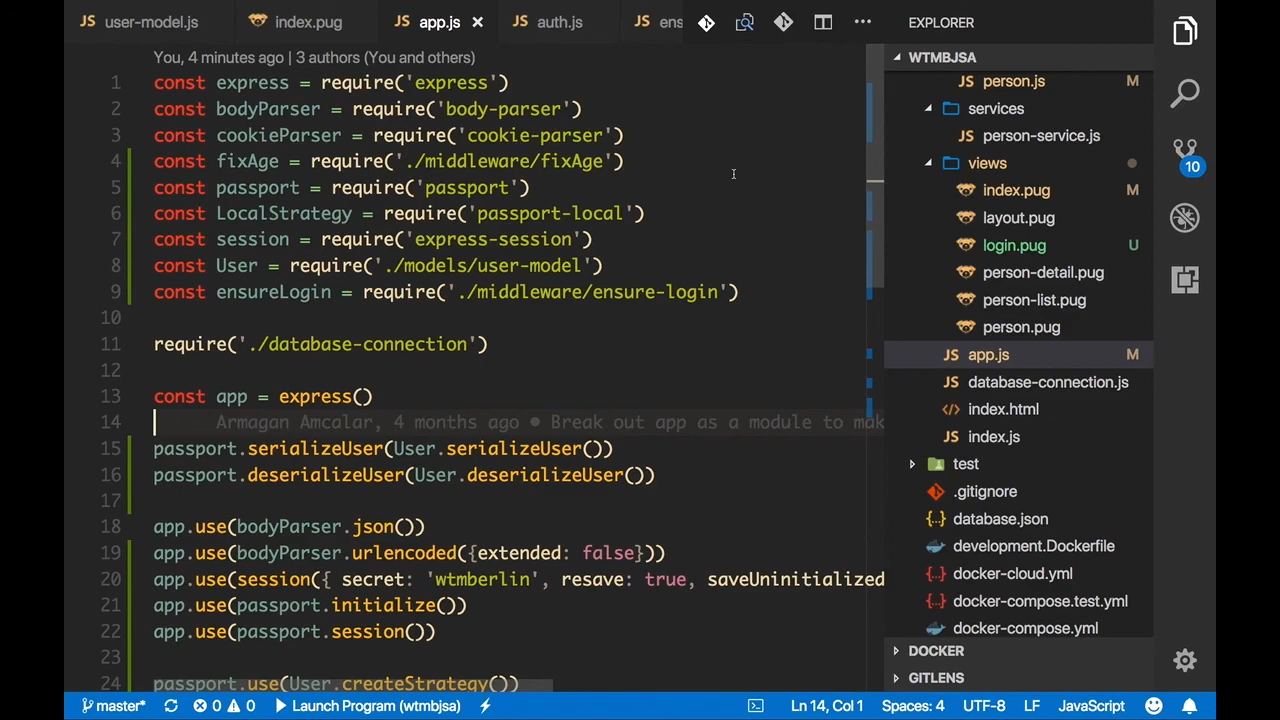 JS user-model.js index.pug JS app.js × JS auth.js JS ens ••• EXPLORER
You, 4 minutes ago | 3 authors (You and others)
1 const express = require('express')
2 const bodyParser = require('body-parser')
3 const cookieParser = require('cookie-parser')
4 const fixAge = require('./middleware/fixAge')
5 const passport = require('passport')
6 const LocalStrategy = require('passport-local')
7 const session = require('express-session')
8 const User = require('./models/user-model')
9 const ensureLogin = require('./middleware/ensure-login')
10
11 require('./database-connection')
12
13 const app = express()
14 Armagan Amcalar, 4 months ago • Break out app as a module to mak
15 passport.serializeUser(User.serializeUser())
16 passport.deserializeUser(User.deserializeUser())
17
18 app.use(bodyParser.json())
19 app.use(bodyParser.urlencoded({extended: false}))
20 app.use(session({ secret: 'wtmberlin', resave: true, saveUninitialized
21 app.use(passport.initialize())
22 app.use(passport.session())
23
24 passport.use(User.createStrategy())
WTMBJSA
JS person.js M
services
JS person-service.js
views
index.pug M
layout.pug
login.pug U
person-detail.pug
person-list.pug
person.pug
JS app.js M
JS database-connection.js
</> index.html
JS index.js
test
.gitignore
{..} database.json
development.Dockerfile
{..} docker-cloud.yml
{..} docker-compose.test.yml
docker-compose.yml
DOCKER
GITLENS
10
master* 0 0 Launch Program (wtmbjsa) Ln 14, Col 1 Spaces: 4 UTF-8 LF JavaScript